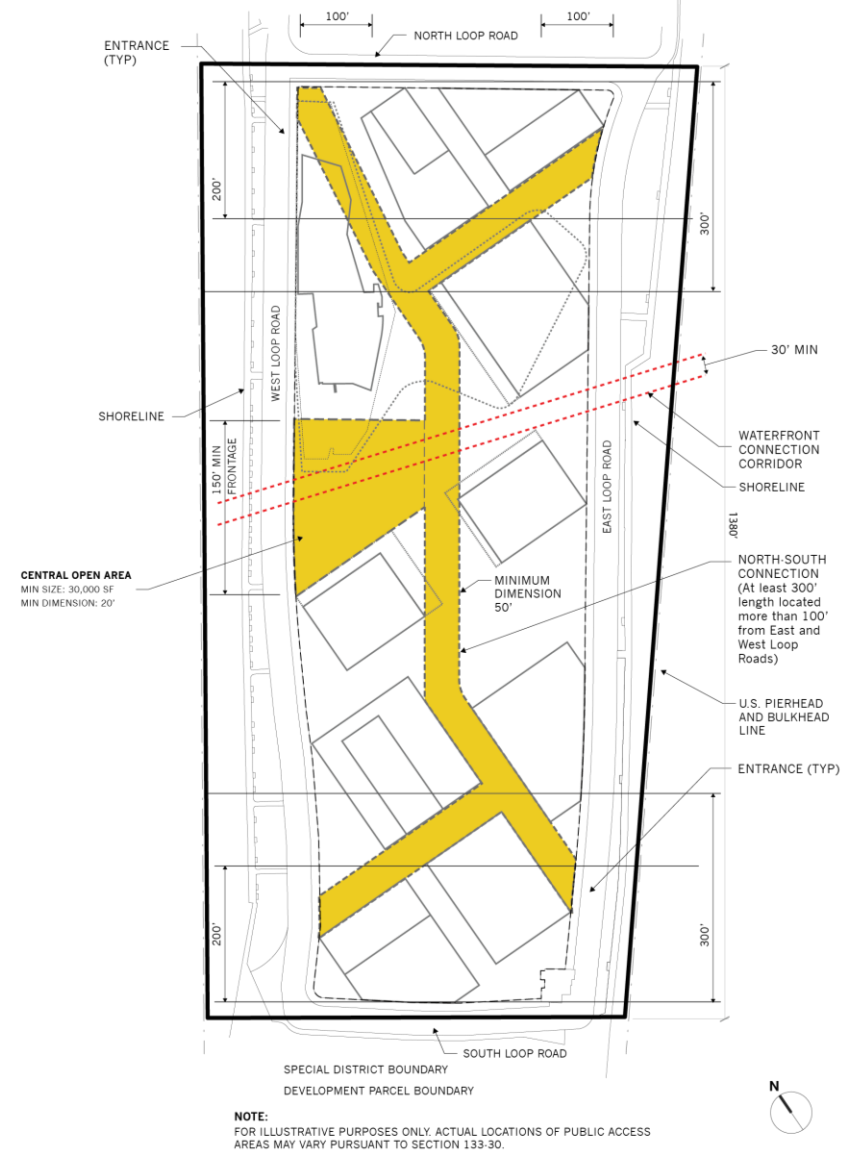 100'
100'
NORTH LOOP ROAD
ENTRANCE
(TYP)
200'
300'
WEST LOOP ROAD
30' MIN
SHORELINE
150' MIN
FRONTAGE
WATERFRONT
CONNECTION
CORRIDOR
SHORELINE
EAST LOOP ROAD
1380'
CENTRAL OPEN AREA
MIN SIZE: 30,000 SF
MIN DIMENSION: 20'
MINIMUM
DIMENSION
50'
NORTH-SOUTH
CONNECTION
(At least 300'
length located
more than 100'
from East and
West Loop
Roads)
U.S. PIERHEAD
AND BULKHEAD
LINE
ENTRANCE (TYP)
200'
300'
SOUTH LOOP ROAD
SPECIAL DISTRICT BOUNDARY
DEVELOPMENT PARCEL BOUNDARY
N
NOTE:
FOR ILLUSTRATIVE PURPOSES ONLY. ACTUAL LOCATIONS OF PUBLIC ACCESS
AREAS MAY VARY PURSUANT TO SECTION 133-30.